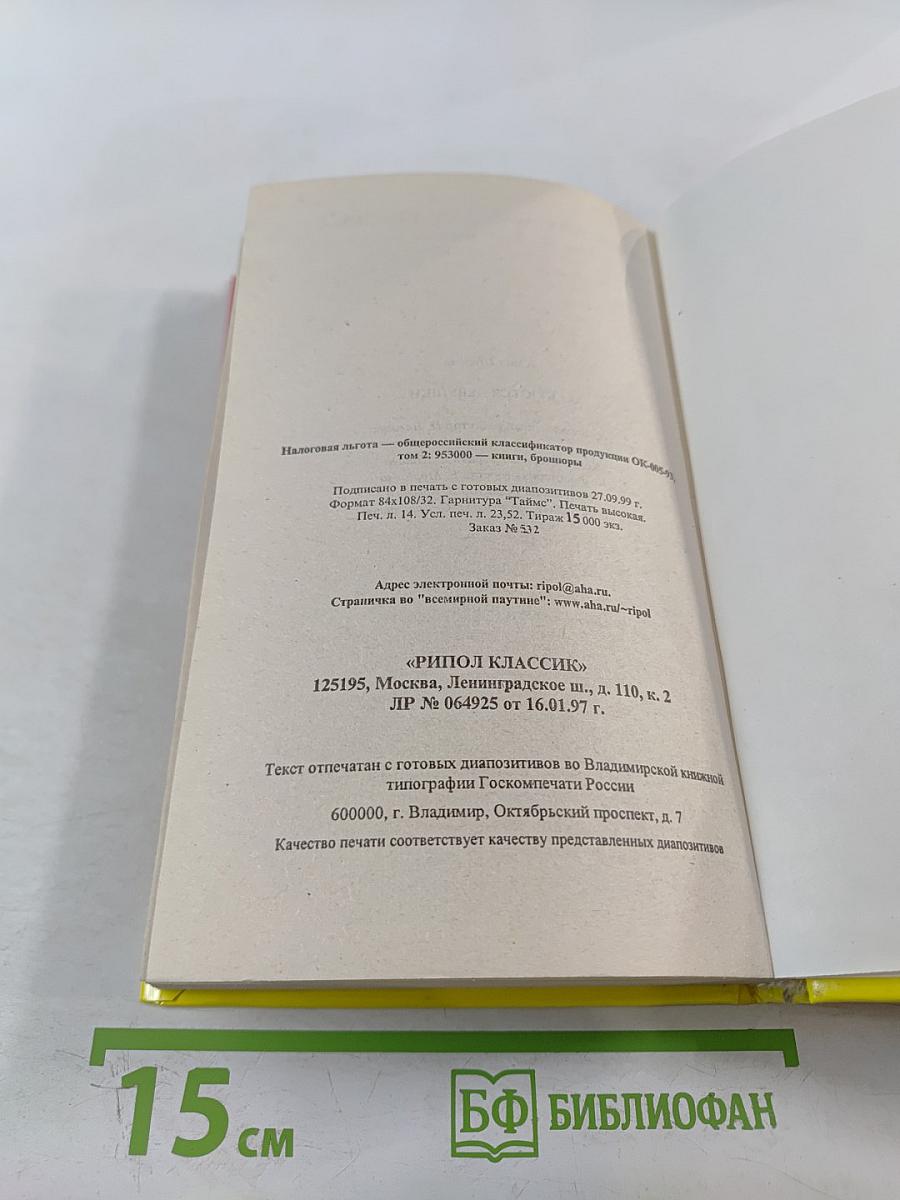 Налоговая льгота — общероссийский классификатор продукции ОК-005-93,
том 2: 953000 — книги, брошюры
Подписано в печать с готовых диапозитивов 27.09.99 г.
Формат 84x108/32. Гарнитура "Таймс". Печать высокая.
Печ. л. 14. Усл. печ. л. 23,52. Тираж 15 000 экз.
Заказ № 532
Адрес электронной почты: ripol@aha.ru.
Страничка во "всемирной паутине": www.aha.ru/~ripol
«РИПОЛ КЛАССИК»
125195, Москва, Ленинградское ш., д. 110, к. 2
ЛР № 064925 от 16.01.97 г.
Текст отпечатан с готовых диапозитивов во Владимирской книжной
типографии Госкомпечати России
600000, г. Владимир, Октябрьский проспект, д. 7
Качество печати соответствует качеству представленных диапозитивов
15 см
БФ БИБЛИОФАН